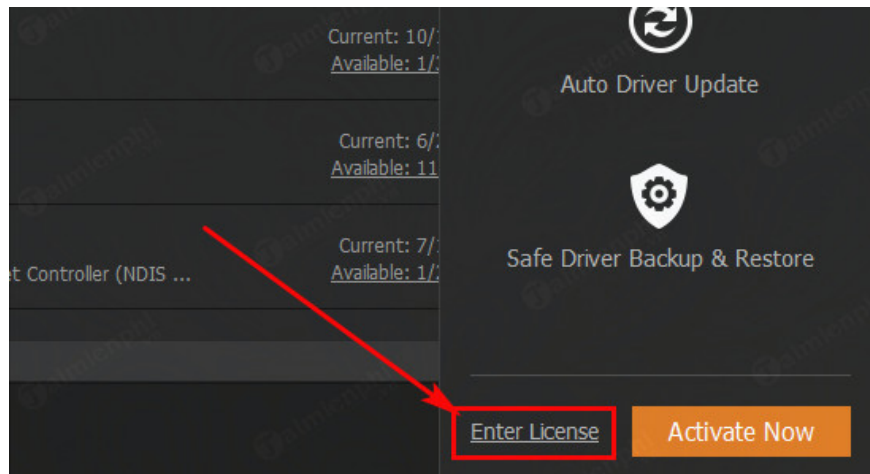 Current: 10/
Available: 1/
Current: 6/
Available: 11
et Controller (NDIS ...
Current: 7/
Available: 1/2
Auto Driver Update
Safe Driver Backup & Restore
Enter License
Activate Now